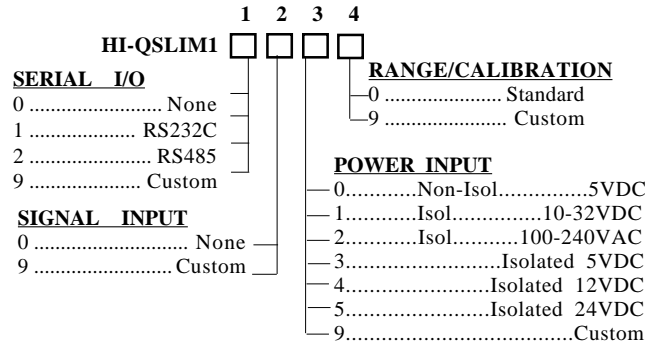 1 2 3 4
HI-QSLIM1
SERIAL I/O
0 ........................ None
1 .................. RS232C
2 ..................... RS485
9 ................... Custom
SIGNAL INPUT
0 ............................ None
9 ......................... Custom
RANGE/CALIBRATION
0 ...................... Standard
9 ....................... Custom
POWER INPUT
0............Non-Isol..............5VDC
1............Isol...........10-32VDC
2............Isol..........100-240VAC
3.......................Isolated 5VDC
4.....................Isolated 12VDC
5.....................Isolated 24VDC
9...................................Custom